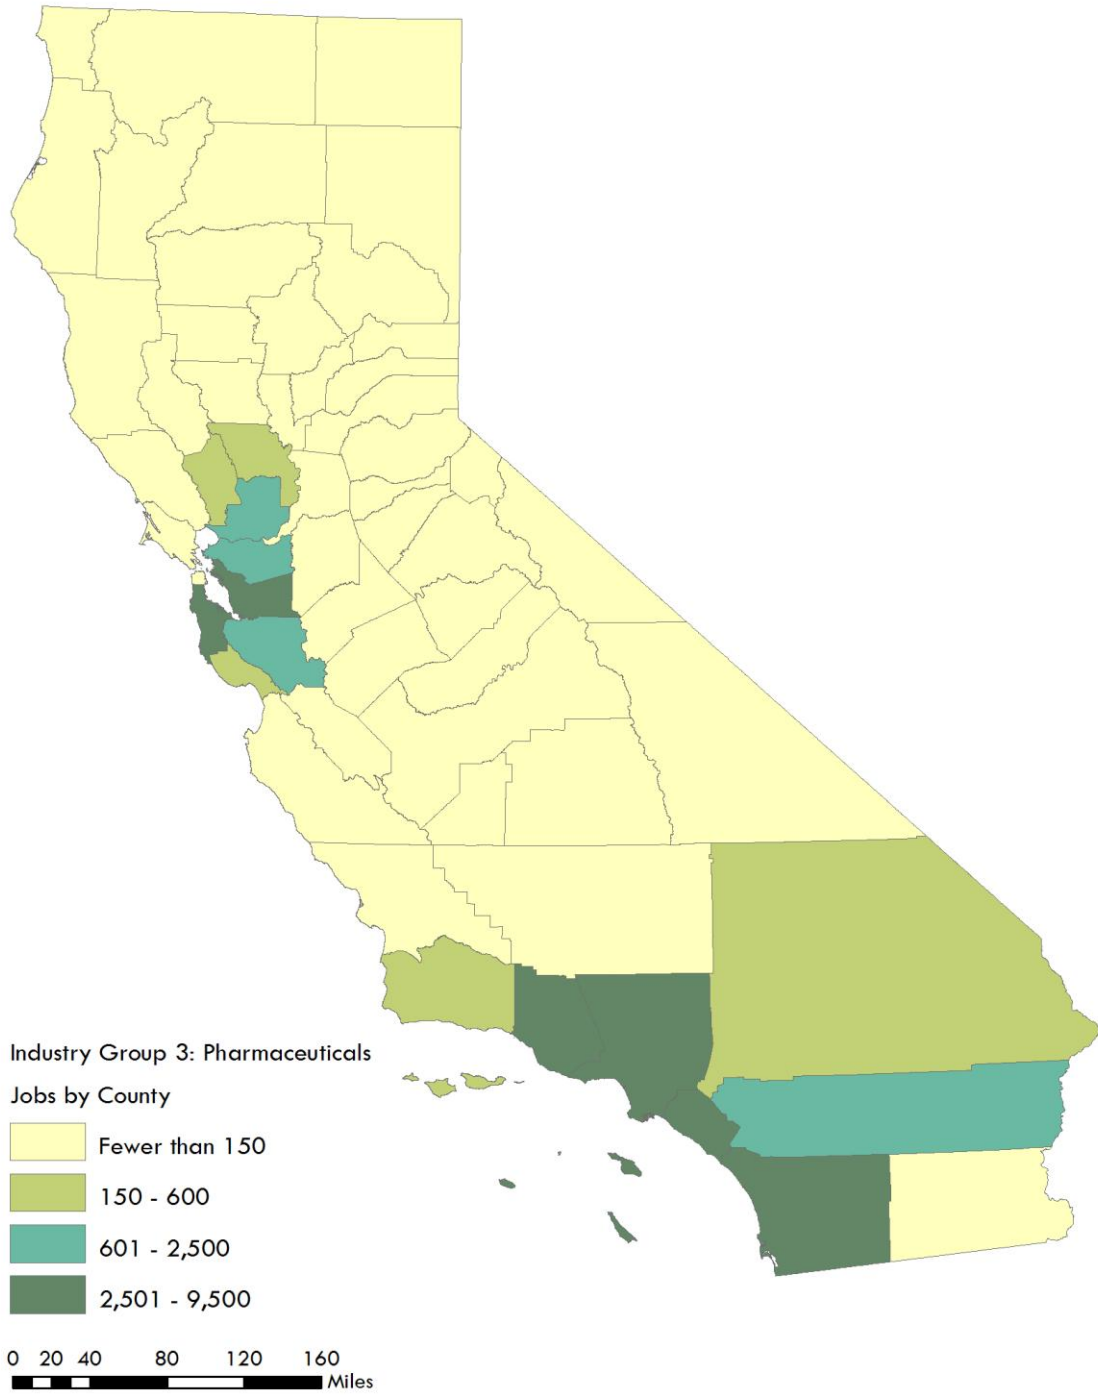 Industry Group 3: Pharmaceuticals
Jobs by County
Fewer than 150
150 - 600
601 - 2,500
2,501 - 9,500
0 20 40 80 120 160
Miles